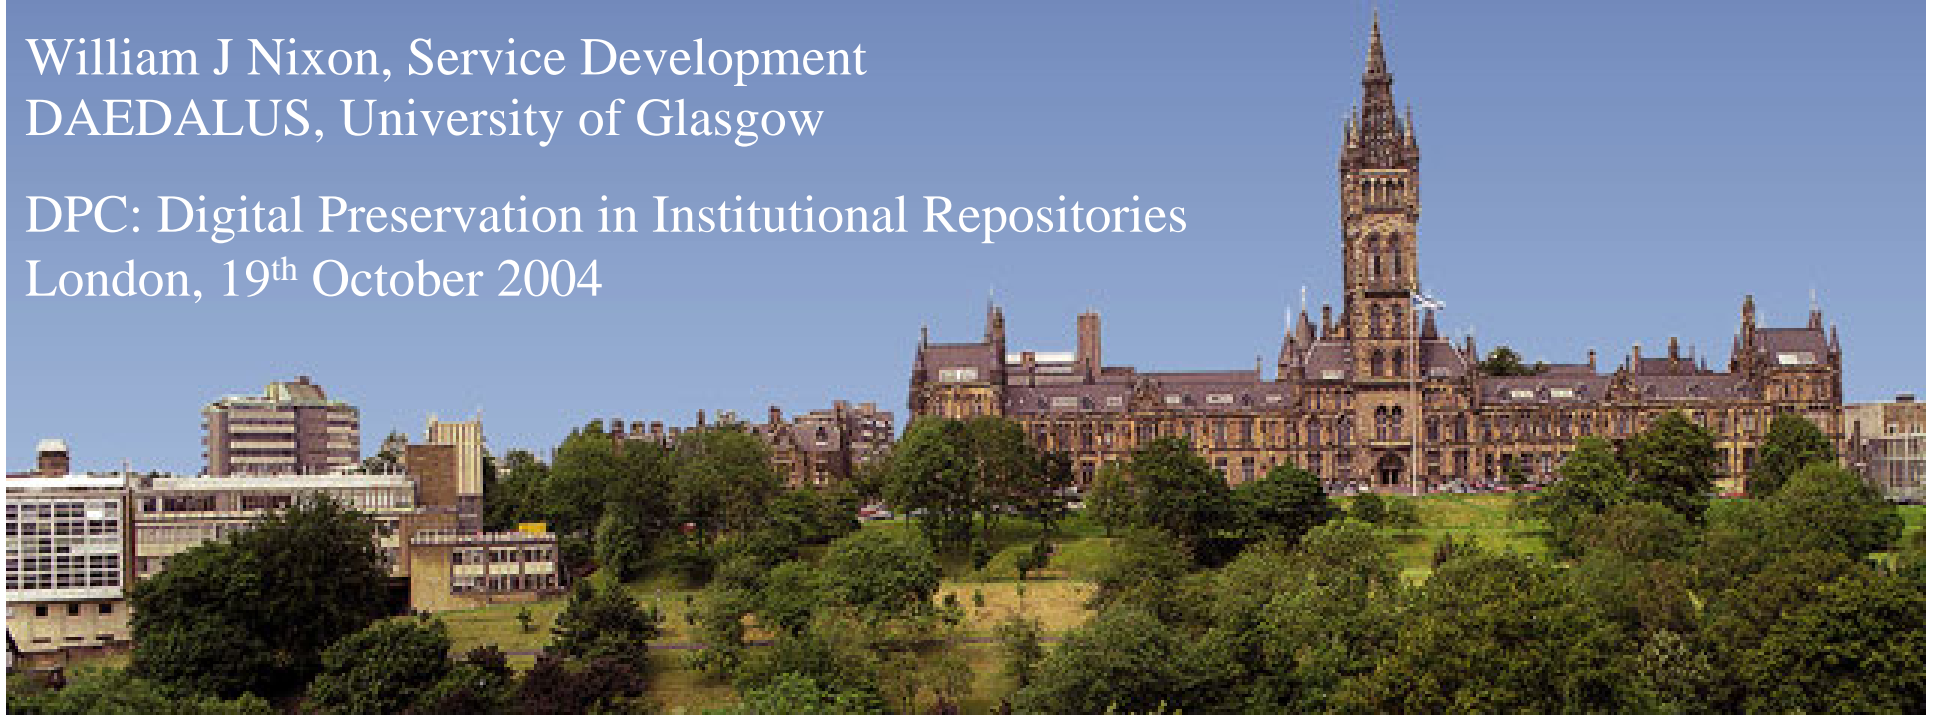 William J Nixon, Service Development
DAEDALUS, University of Glasgow
DPC: Digital Preservation in Institutional Repositories
London, 19th October 2004